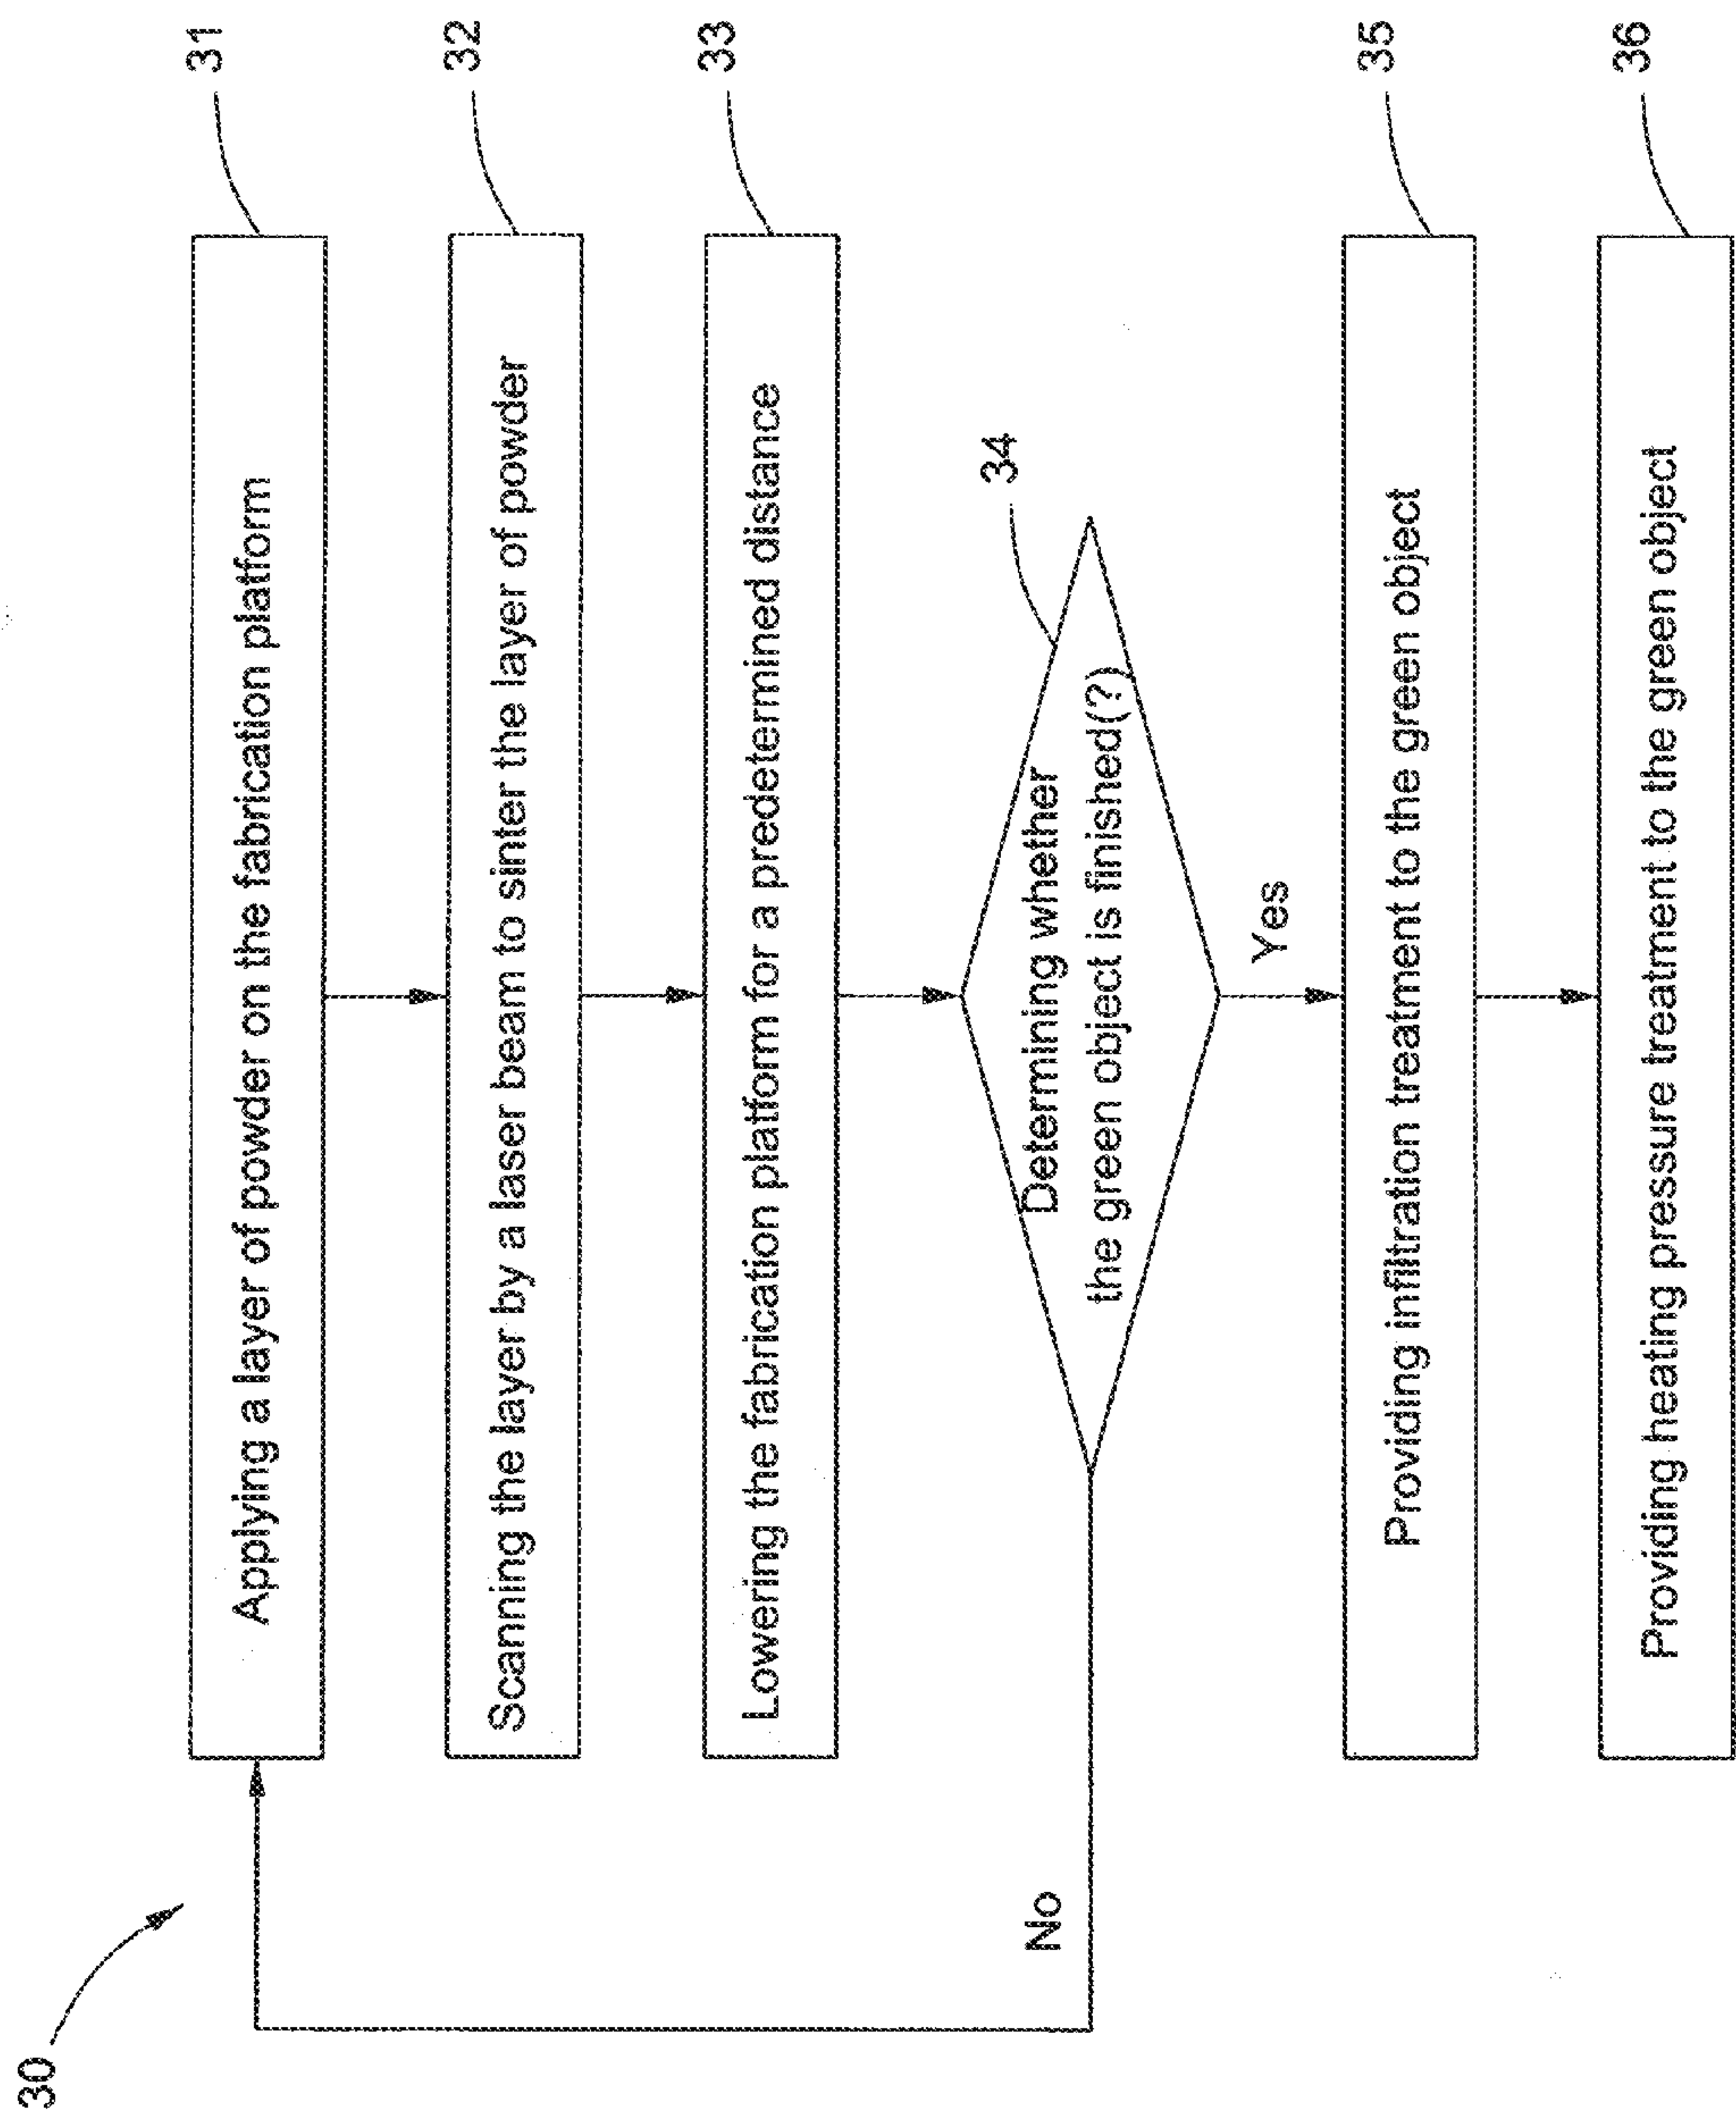 30
Applying a layer of powder on the fabrication platform
31
Scanning the layer by a laser beam to sinter the layer of powder
32
Lowering the fabrication platform for a predetermined distance
33
Determining whether
the green object is finished(?)
34
No
Yes
Providing infiltration treatment to the green object
35
Providing heating pressure treatment to the green object
36